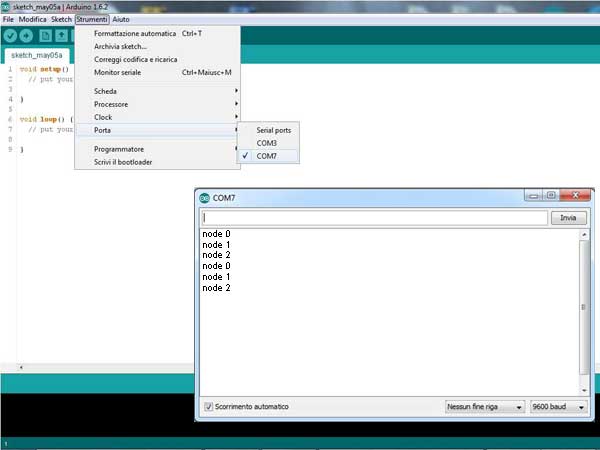 sketch_may05a | Arduino 1.6.2
File Modifica Sketch Strumenti Aiuto
Formattazione automatica Ctrl+T
Archivia sketch...
Correggi codifica e ricarica
Monitor seriale Ctrl+Maiusc+M
Scheda
Processore
Clock
Porta
Programmatore
Scrivi il bootloader
Serial ports
COM3
COM7
sketch_may05a
1 void setup()
2 // put your
3
4 }
5
6 void loop() {
7 // put your
8
9 }
COM7
Invia
node 0
node 1
node 2
node 0
node 1
node 2
Scorrimento automatico
Nessun fine riga
9600 baud
1